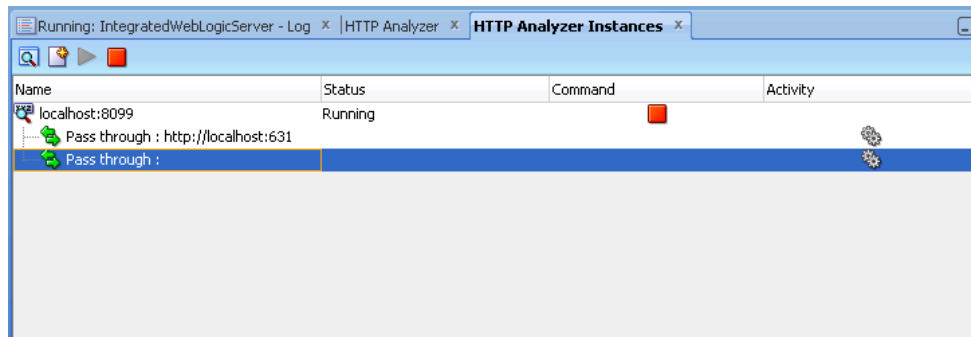 Running: IntegratedWebLogicServer - Log x HTTP Analyzer x HTTP Analyzer Instances x
Name Status Command Activity
localhost:8099 Running
Pass through : http://localhost:631
Pass through :